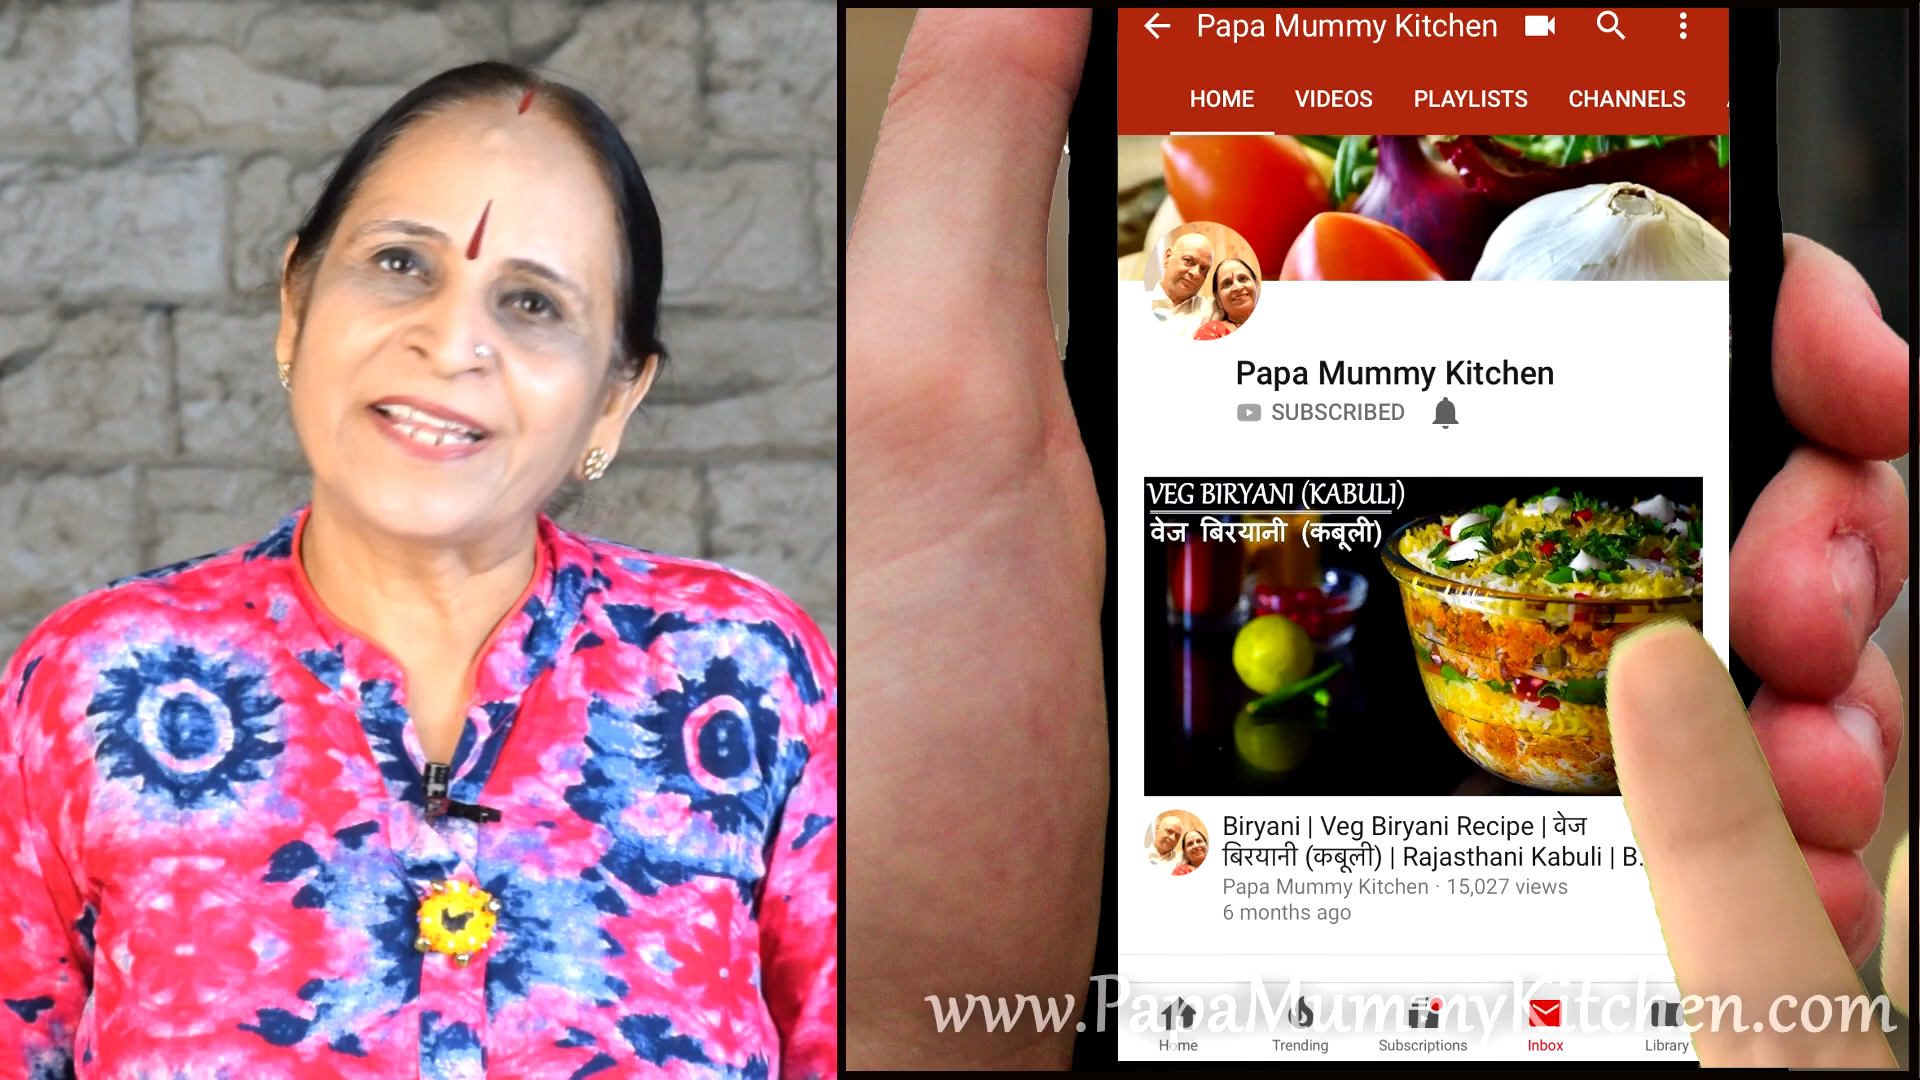 Papa Mummy Kitchen
HOME VIDEOS PLAYLISTS CHANNELS
Papa Mummy Kitchen
SUBSCRIBED
VEG BIRYANI (KABULI)
वेज बिरयानी (कबूली)
Biryani | Veg Biryani Recipe | वेज
बिरयानी (कबूली) | Rajasthani Kabuli | B.
Papa Mummy Kitchen · 15,027 views
6 months ago
www.PapaMummyKitchen.com
Home Trending Subscriptions Inbox Library